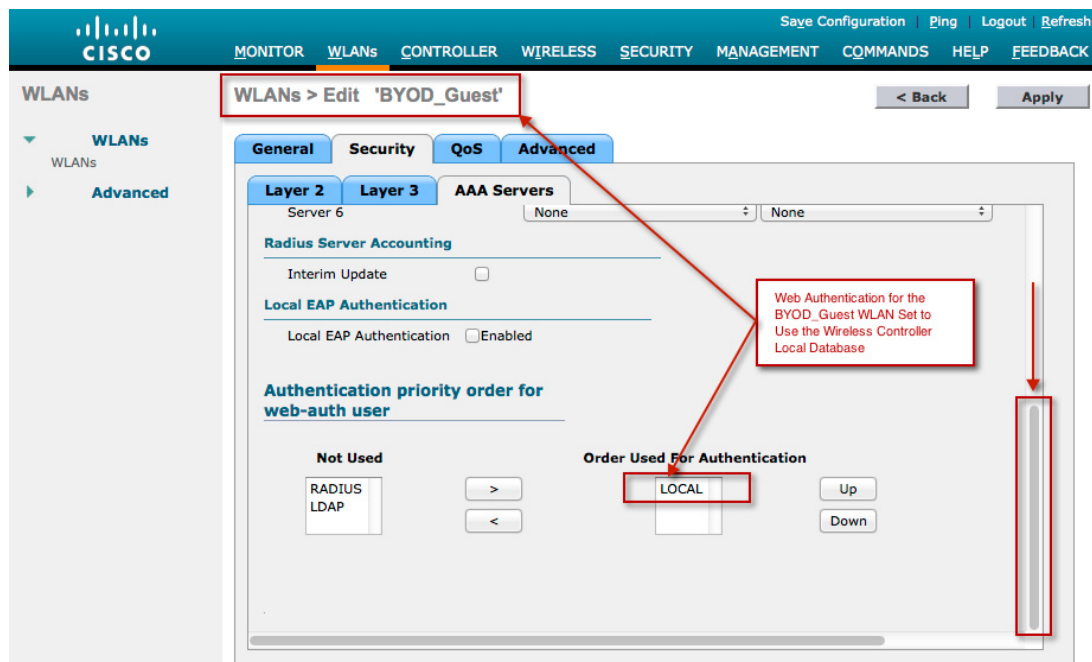 Save Configuration Ping Logout Refresh
CISCO
MONITOR WLANs CONTROLLER WIRELESS SECURITY MANAGEMENT COMMANDS HELP FEEDBACK
WLANs
WLANs > Edit 'BYOD_Guest'
< Back
Apply
WLANs
WLANs
Advanced
General Security QoS Advanced
Layer 2 Layer 3 AAA Servers
Server 6 None None
Radius Server Accounting
Interim Update
Local EAP Authentication
Local EAP Authentication Enabled
Web Authentication for the
BYOD_Guest WLAN Set to
Use the Wireless Controller
Local Database
Authentication priority order for
web-auth user
Not Used
Order Used For Authentication
RADIUS
LDAP
>
<
LOCAL
Up
Down